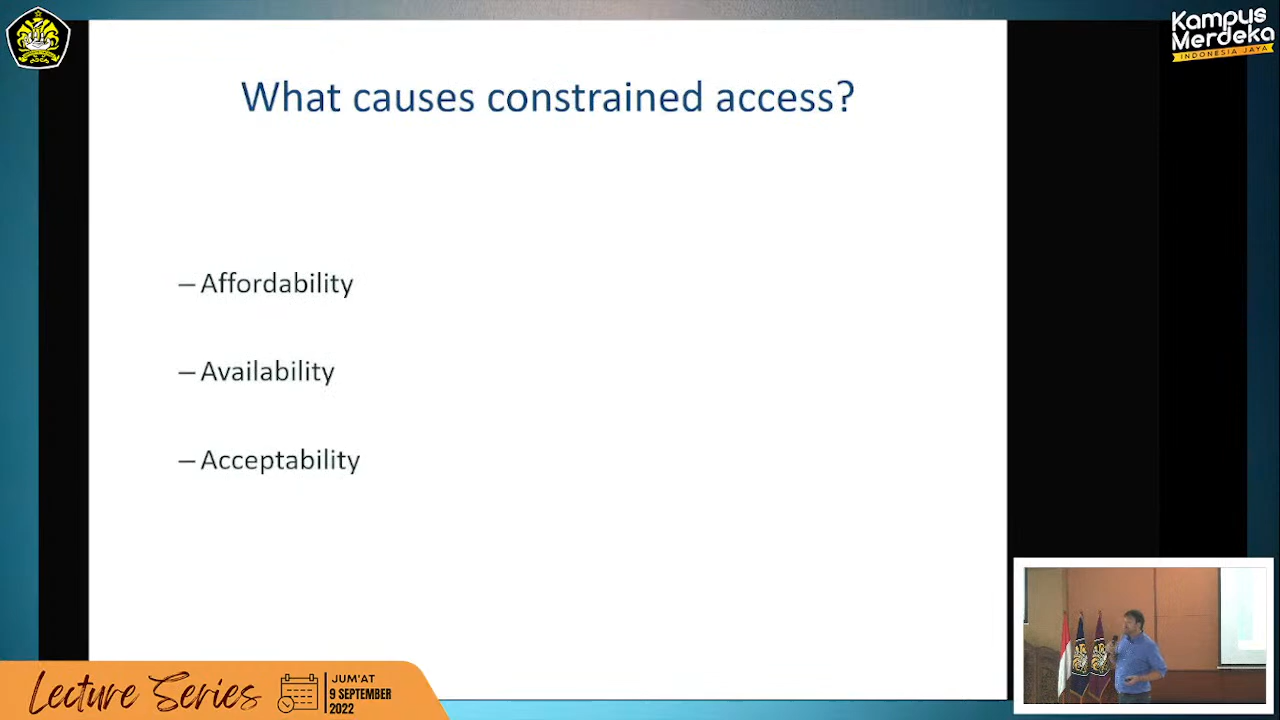 Kampus
Merdeka
INDONESIA JAYA
What causes constrained access?
– Affordability
– Availability
– Acceptability
Lecture Series
JUM'AT
9 SEPTEMBER
2022